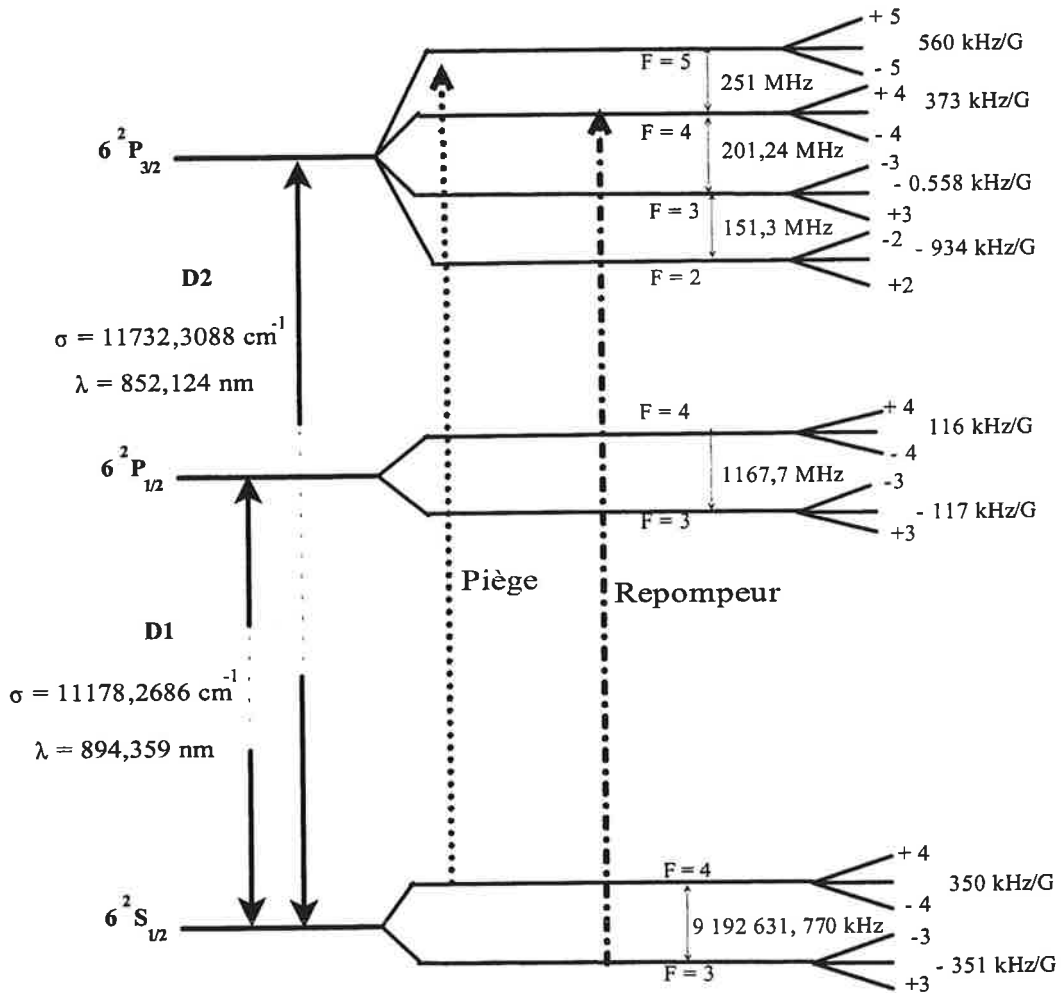 + 5
560 kHz/G
F = 5
- 5
251 MHz
+ 4
373 kHz/G
F = 4
- 4
6 ²P₃/₂
201,24 MHz
-3
- 0.558 kHz/G
F = 3
+3
151,3 MHz
-2
- 934 kHz/G
F = 2
+2
D2
σ = 11732,3088 cm⁻¹
λ = 852,124 nm
F = 4
+ 4
116 kHz/G
- 4
6 ²P₁/₂
1167,7 MHz
-3
- 117 kHz/G
F = 3
+3
Piège
Repompeur
D1
σ = 11178,2686 cm⁻¹
λ = 894,359 nm
F = 4
+ 4
350 kHz/G
- 4
6 ²S₁/₂
9 192 631, 770 kHz
-3
- 351 kHz/G
F = 3
+3